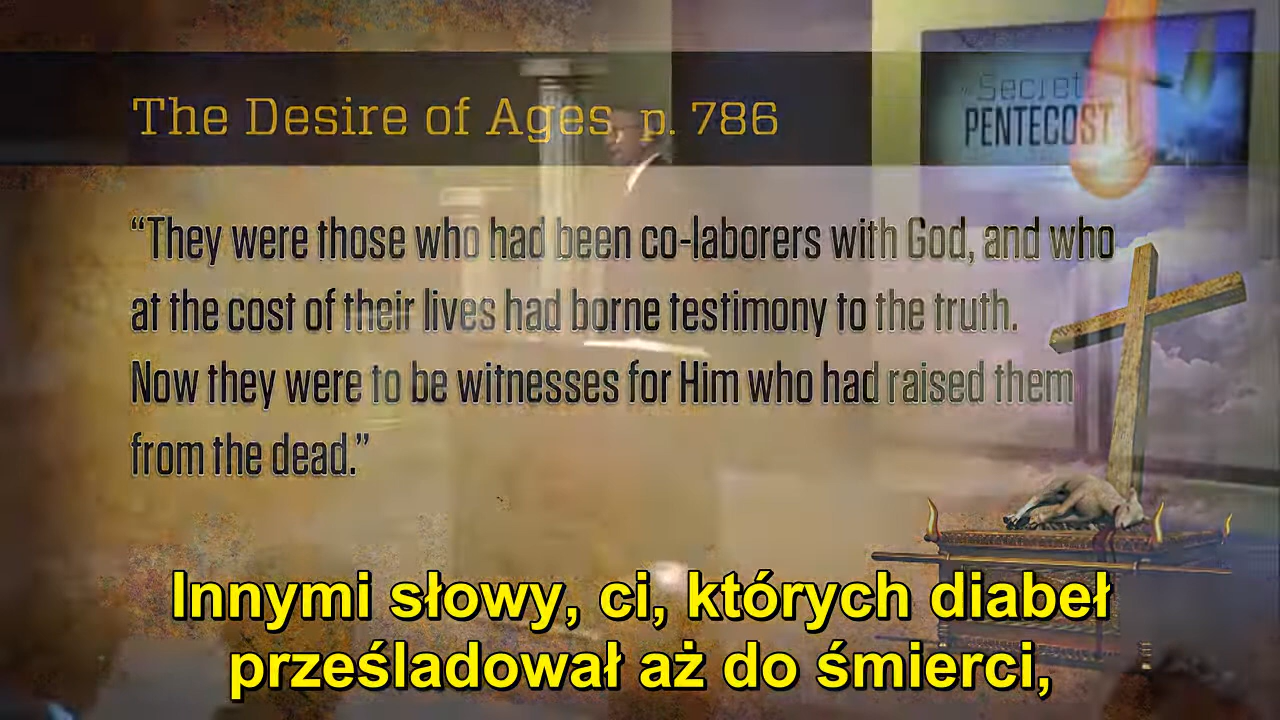 The Desire of Ages, p. 786
Secrets
PENTECOST
“They were those who had been co-laborers with God, and who
at the cost of their lives had borne testimony to the truth.
Now they were to be witnesses for Him who had raised them
from the dead.”
Innymi słowy, ci, których diabeł
prześladował aż do śmierci,